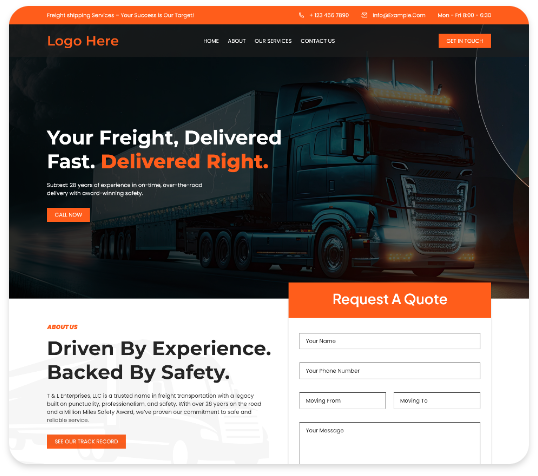 Freight shipping Services – Your Success is Our Target!
+ 123 456 7890
info@Example.Com
Mon - Fri 8:00 - 6:30
Logo Here
HOME ABOUT OUR SERVICES CONTACT US
GET IN TOUCH
Your Freight, Delivered
Fast. Delivered Right.
Subtext 28 years of experience in on-time, over-the-road
delivery with award-winning safety.
CALL NOW
Request A Quote
ABOUT US
Driven By Experience.
Backed By Safety.
T & L Enterprises, LLC is a trusted name in freight transportation with a legacy
built on punctuality, professionalism, and safety. With over 28 years on the road
and a Million Miles Safety Award, we've proven our commitment to safe and
reliable service.
SEE OUR TRACK RECORD
Your Name
Your Phone Number
Moving From
Moving To
Your Message